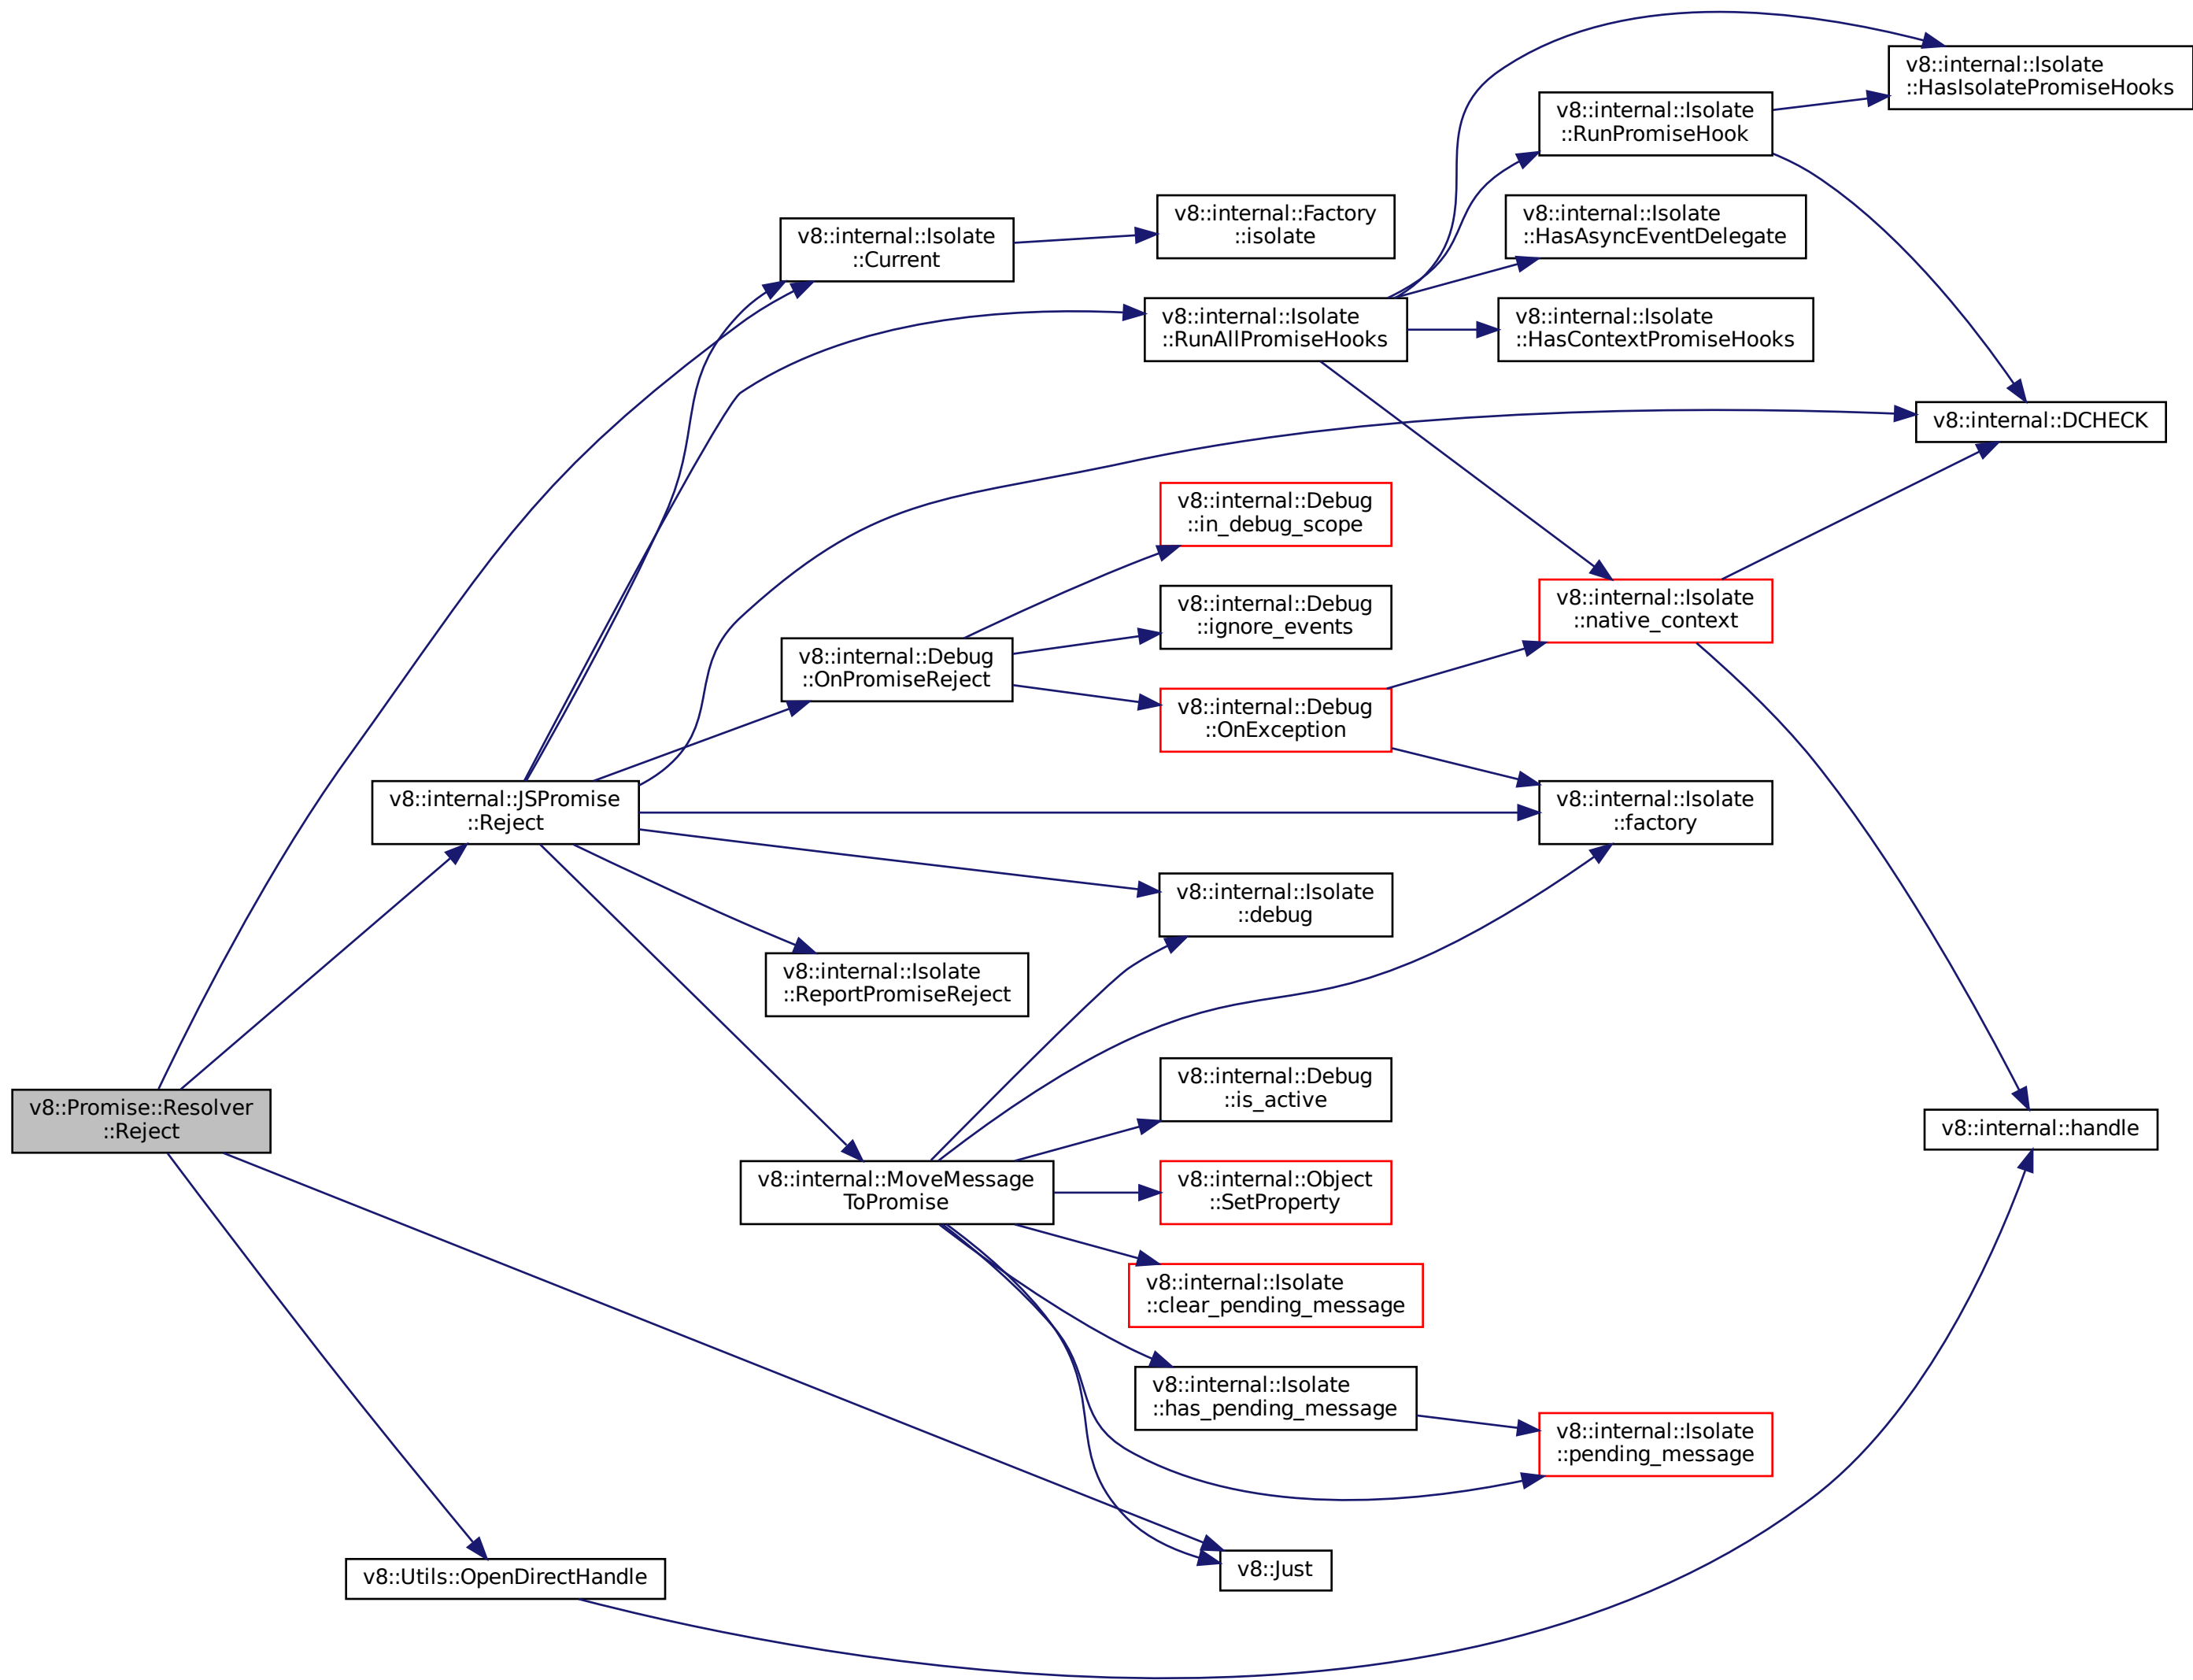 v8::internal::Isolate
::HasIsolatePromiseHooks
v8::internal::Isolate
::RunPromiseHook
v8::internal::Factory
::isolate
v8::internal::Isolate
::HasAsyncEventDelegate
v8::internal::Isolate
::Current
v8::internal::Isolate
::RunAllPromiseHooks
v8::internal::Isolate
::HasContextPromiseHooks
v8::internal::DCHECK
v8::internal::Debug
::in_debug_scope
v8::internal::Debug
::ignore_events
v8::internal::Isolate
::native_context
v8::internal::Debug
::OnPromiseReject
v8::internal::Debug
::OnException
v8::internal::JSPromise
::Reject
v8::internal::Isolate
::factory
v8::internal::Isolate
::debug
v8::internal::Isolate
::ReportPromiseReject
v8::internal::Debug
::is_active
v8::Promise::Resolver
::Reject
v8::internal::handle
v8::internal::MoveMessage
ToPromise
v8::internal::Object
::SetProperty
v8::internal::Isolate
::clear_pending_message
v8::internal::Isolate
::has_pending_message
v8::internal::Isolate
::pending_message
v8::Just
v8::Utils::OpenDirectHandle